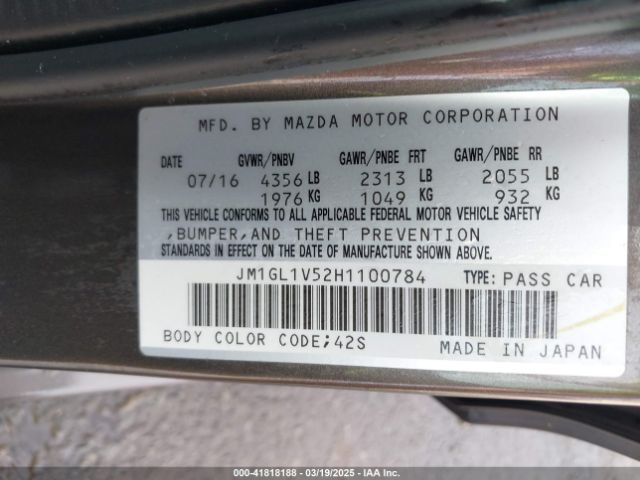 MFD. BY MAZDA MOTOR CORPORATION
DATE GVWR/PNBV GAWR/PNBE FRT GAWR/PNBE RR
07/16 4356 LB 2313 LB 2055 LB
1976 KG 1049 KG 932 KG
THIS VEHICLE CONFORMS TO ALL APPLICABLE FEDERAL MOTOR VEHICLE SAFETY
,BUMPER,AND THEFT PREVENTION
STANDARDS IN EFFECT ON THE DATE OF MANUFACTURE SHOWN ABOVE.
JM1GL1V52H1100784 TYPE: PASS CAR
BODY COLOR CODE;42S MADE IN JAPAN
000-41818188 — 03/19/2025 — IAA Inc.